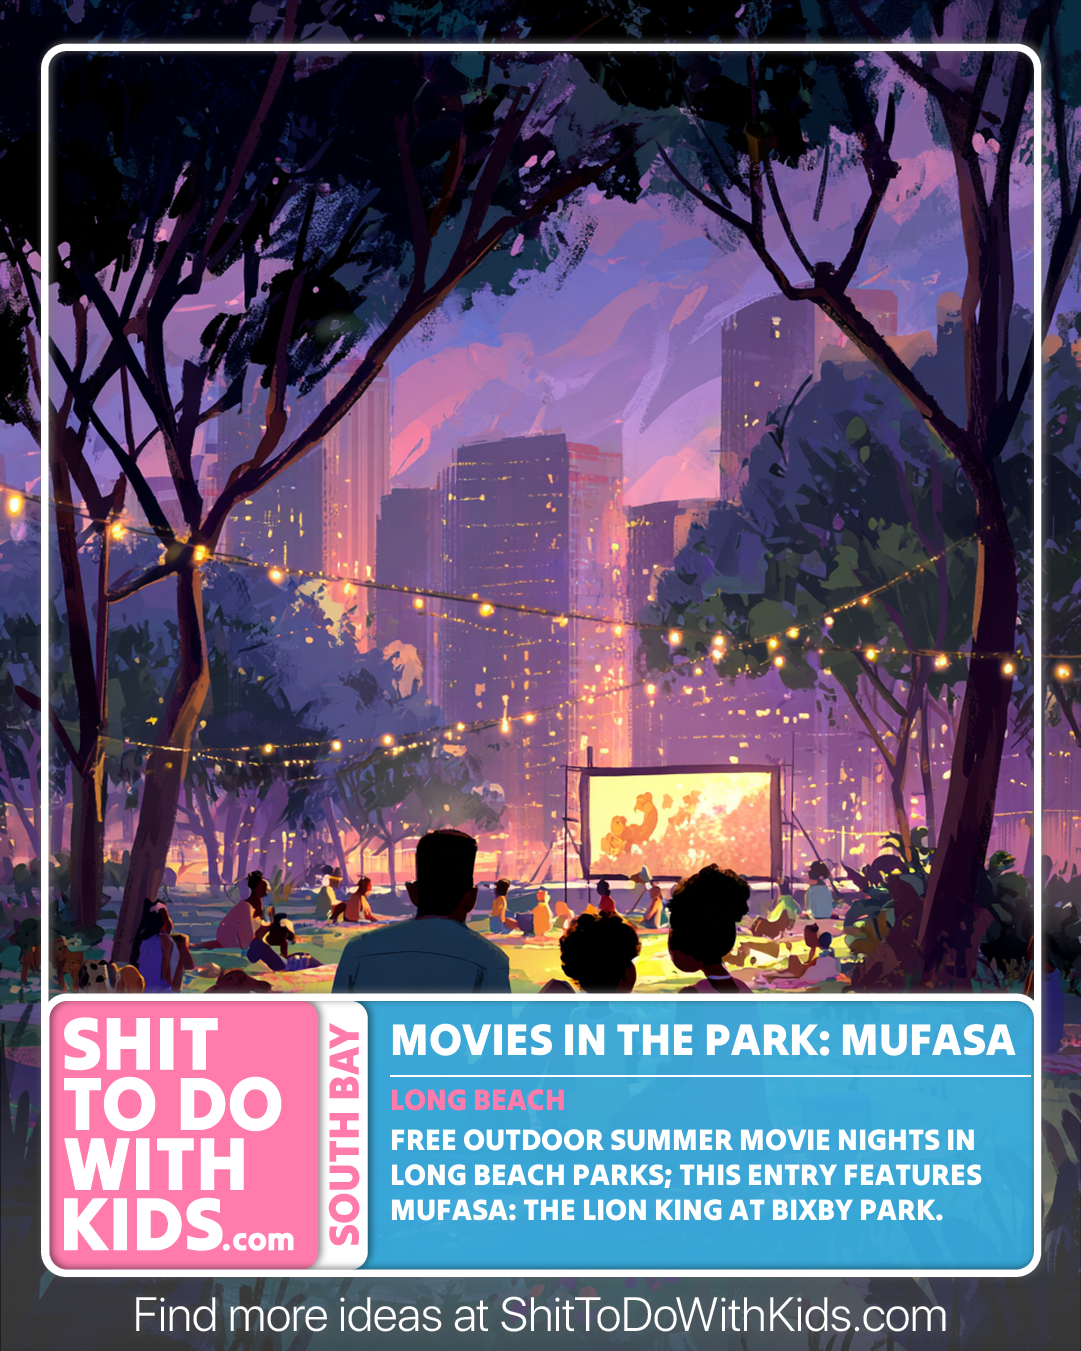 SHIT
TO DO
WITH
KIDS.com
SOUTH BAY
MOVIES IN THE PARK: MUFASA
LONG BEACH
FREE OUTDOOR SUMMER MOVIE NIGHTS IN
LONG BEACH PARKS; THIS ENTRY FEATURES
MUFASA: THE LION KING AT BIXBY PARK.
Find more ideas at ShitToDoWithKids.com